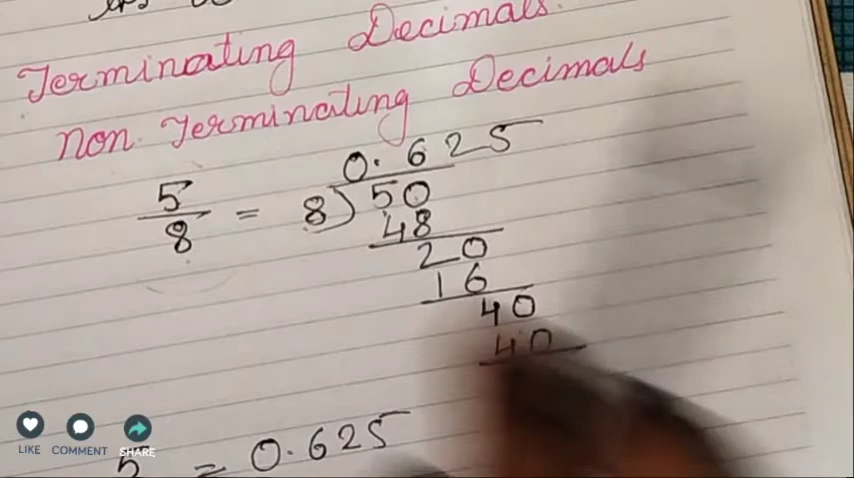 Terminating Decimals
non Terminating Decimals
0.625
5/8 = 8) 50
48
20
16
40
40
5 = 0.625
LIKE COMMENT SHARE